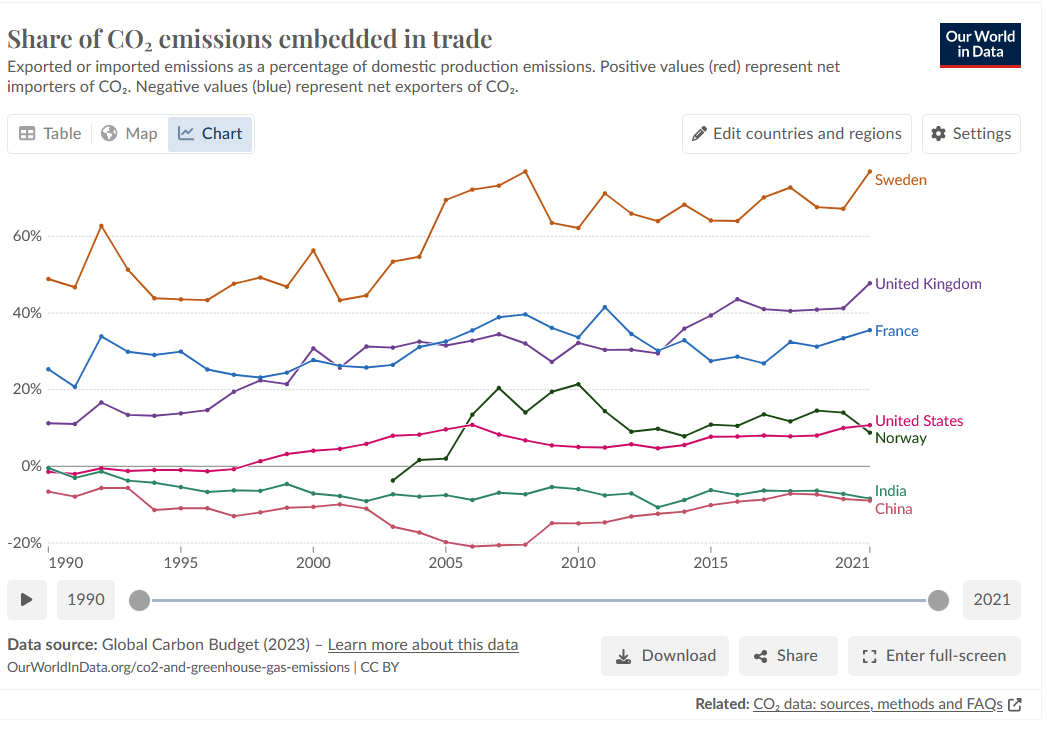 Share of CO₂ emissions embedded in trade
Our World
in Data
Exported or imported emissions as a percentage of domestic production emissions. Positive values (red) represent net
importers of CO₂. Negative values (blue) represent net exporters of CO₂.
Table
Map
Chart
Edit countries and regions
Settings
Sweden
60%
United Kingdom
40%
France
20%
United States
Norway
0%
India
China
-20%
1990
1995
2000
2005
2010
2015
2021
1990
2021
Data source: Global Carbon Budget (2023) – Learn more about this data
OurWorldInData.org/co2-and-greenhouse-gas-emissions | CC BY
Download
Share
Enter full-screen
Related: CO₂ data: sources, methods and FAQs